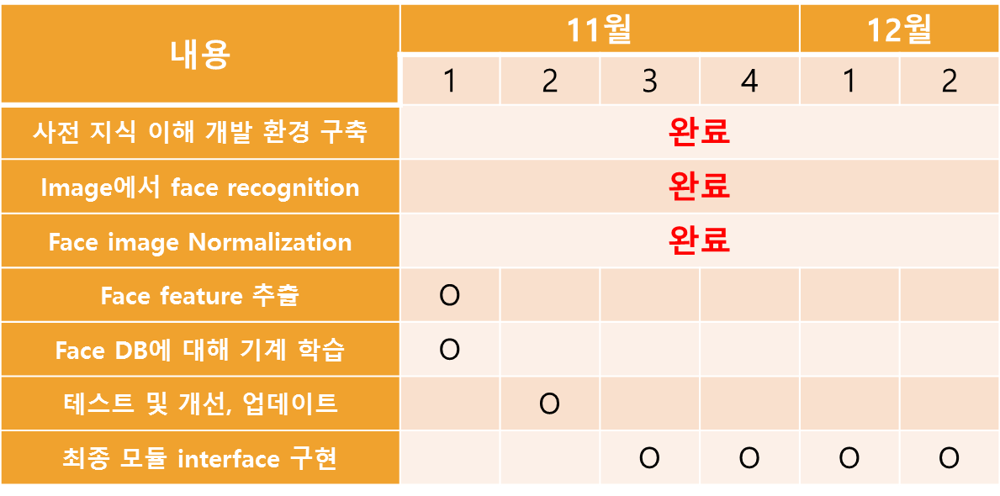 내용 11월 12월
1 2 3 4 1 2
사전 지식 이해 개발 환경 구축 완료
Image에서 face recognition 완료
Face image Normalization 완료
Face feature 추출 O
Face DB에 대해 기계 학습 O
테스트 및 개선, 업데이트 O
최종 모듈 interface 구현 O O O O